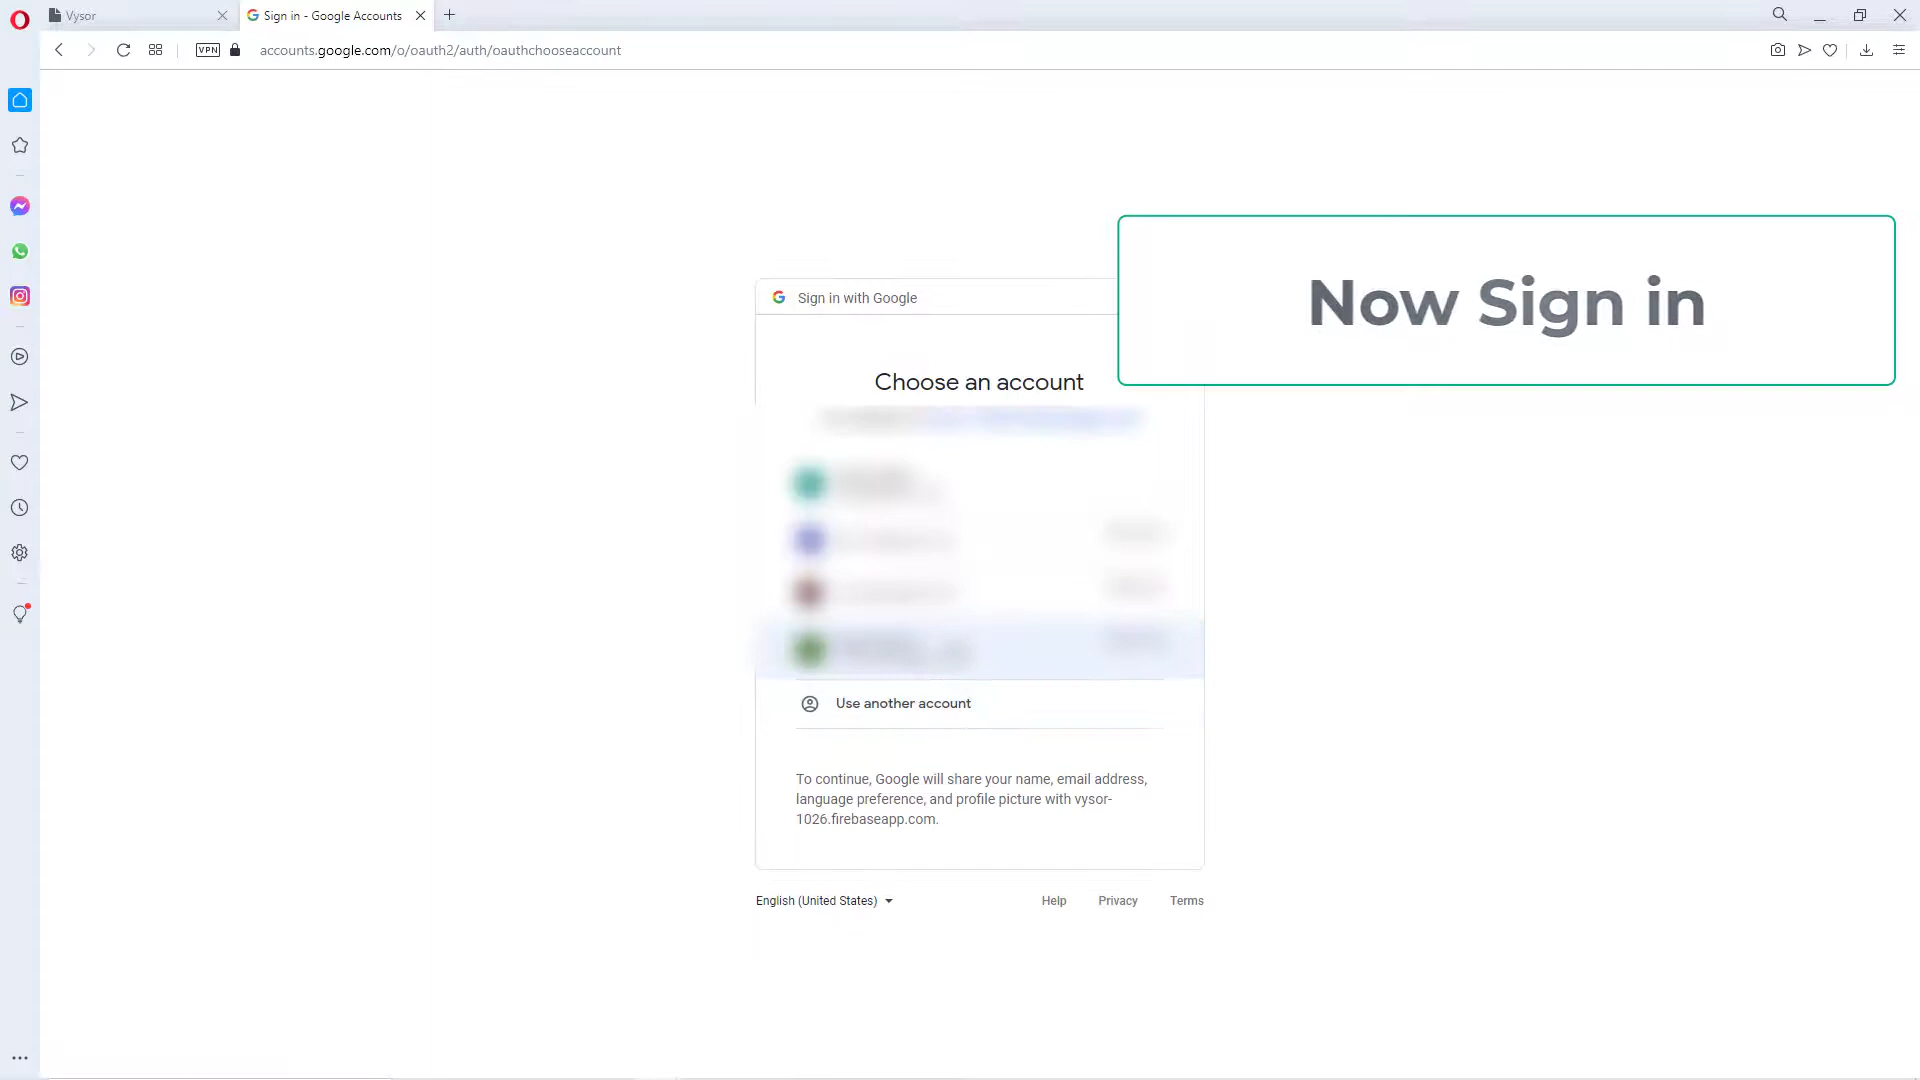 Vysor
Sign in - Google Accounts
VPN
accounts.google.com/o/oauth2/auth/oauthchooseaccount
Now Sign in
Sign in with Google
Choose an account
Use another account
To continue, Google will share your name, email address,
language preference, and profile picture with vysor-
1026.firebaseapp.com.
English (United States)
Help
Privacy
Terms